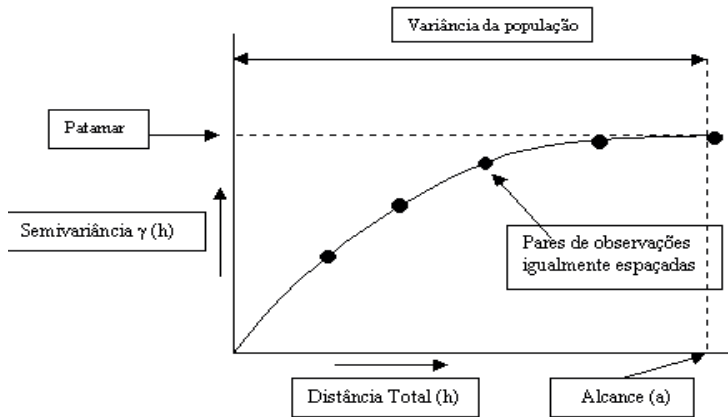 Variância da população
Patamar
Semivariância γ (h)
Pares de observações
igualmente espaçadas
Distância Total (h)
Alcance (a)